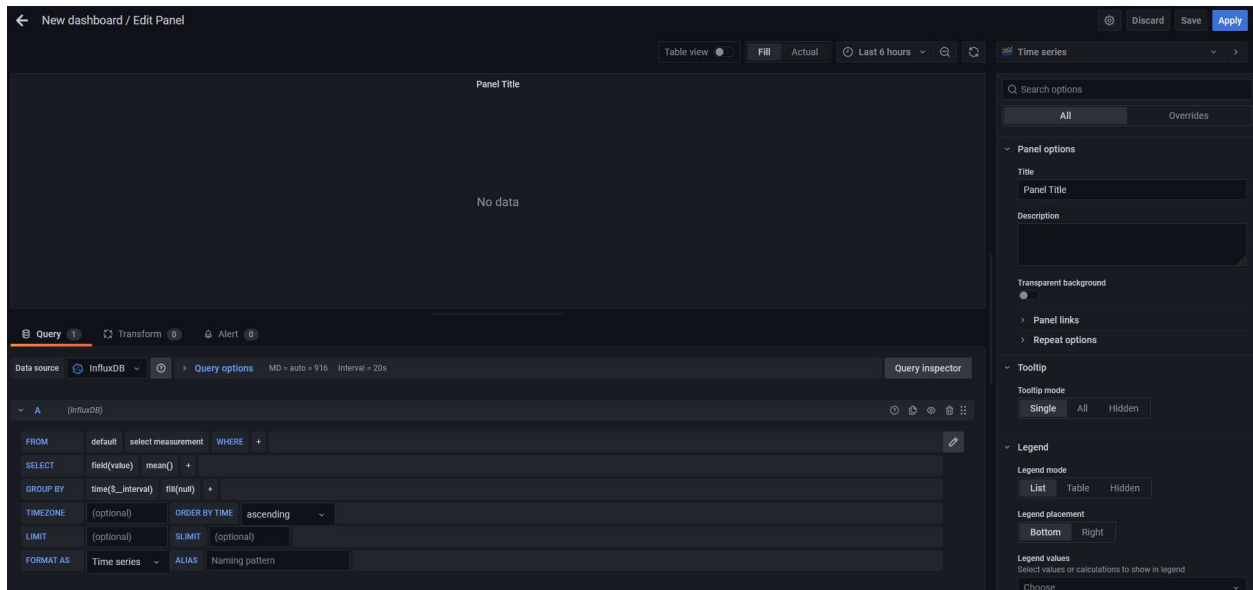 New dashboard / Edit Panel
Discard Save Apply
Table view Fill Actual Last 6 hours
Time series
Panel Title
No data
Search options
All Overrides
Panel options
Title
Panel Title
Description
Transparent background
Panel links
Repeat options
Tooltip
Tooltip mode
Single All Hidden
Legend
Legend mode
List Table Hidden
Legend placement
Bottom Right
Legend values
Select values or calculations to show in legend
Choose
Query 1 Transform 0 Alert 0
Data source InfluxDB Query options MD = auto = 916 Interval = 20s Query inspector
A (InfluxDB)
FROM default select measurement WHERE +
SELECT field(value) mean() +
GROUP BY time($__interval) fill(null) +
TIMEZONE (optional) ORDER BY TIME ascending
LIMIT (optional) SLIMIT (optional)
FORMAT AS Time series ALIAS Naming pattern